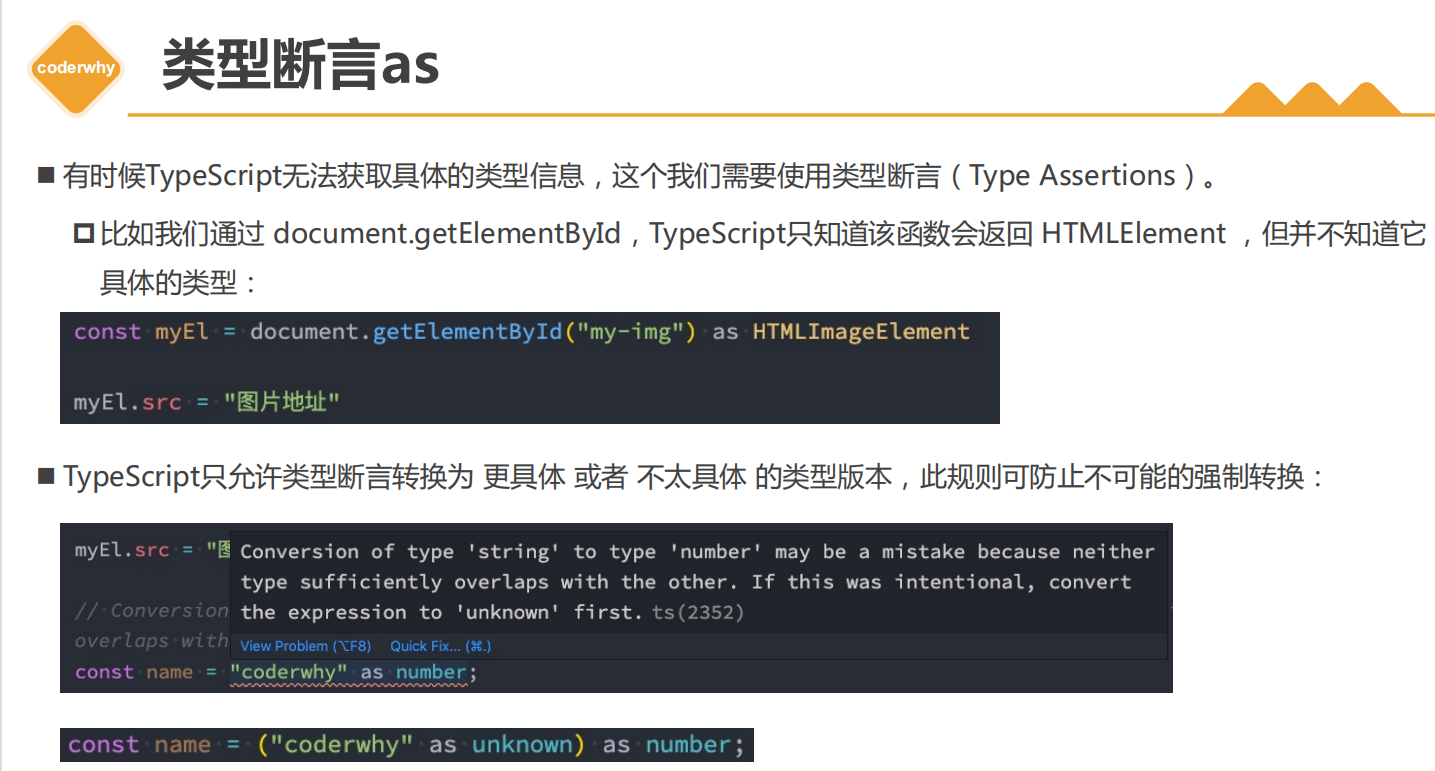 coderwhy
类型断言as
有时候TypeScript无法获取具体的类型信息，这个我们需要使用类型断言（Type Assertions）。
比如我们通过 document.getElementById，TypeScript只知道该函数会返回 HTMLElement ，但并不知道它
具体的类型：
const myEl = document.getElementById("my-img") as HTMLImageElement
myEl.src = "图片地址"
TypeScript只允许类型断言转换为 更具体 或者 不太具体 的类型版本，此规则可防止不可能的强制转换：
myEl.src = "图
Conversion of type 'string' to type 'number' may be a mistake because neither
type sufficiently overlaps with the other. If this was intentional, convert
the expression to 'unknown' first. ts(2352)
// Conversion
overlaps with
View Problem (⌥F8) Quick Fix... (⌘.)
const name = "coderwhy" as number;
const name = ("coderwhy" as unknown) as number;